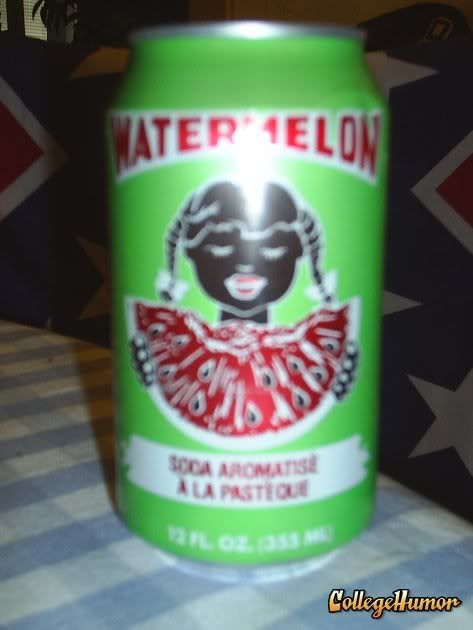 WATERMELON
SODA AROMATISÉ
À LA PASTÈQUE
12 FL. OZ. (355 ML)
CollegeHumor